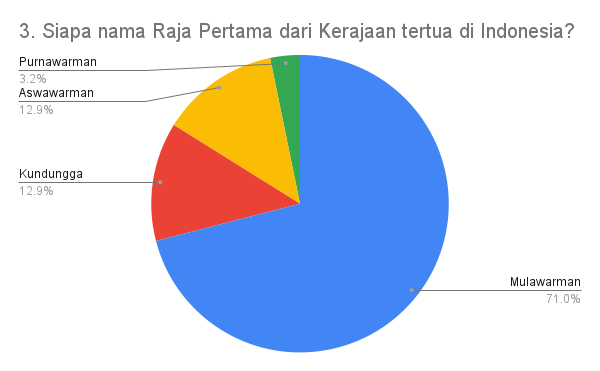 3. Siapa nama Raja Pertama dari Kerajaan tertua di Indonesia?
Purnawarman
3.2%
Aswawarman
12.9%
Kundungga
12.9%
Mulawarman
71.0%